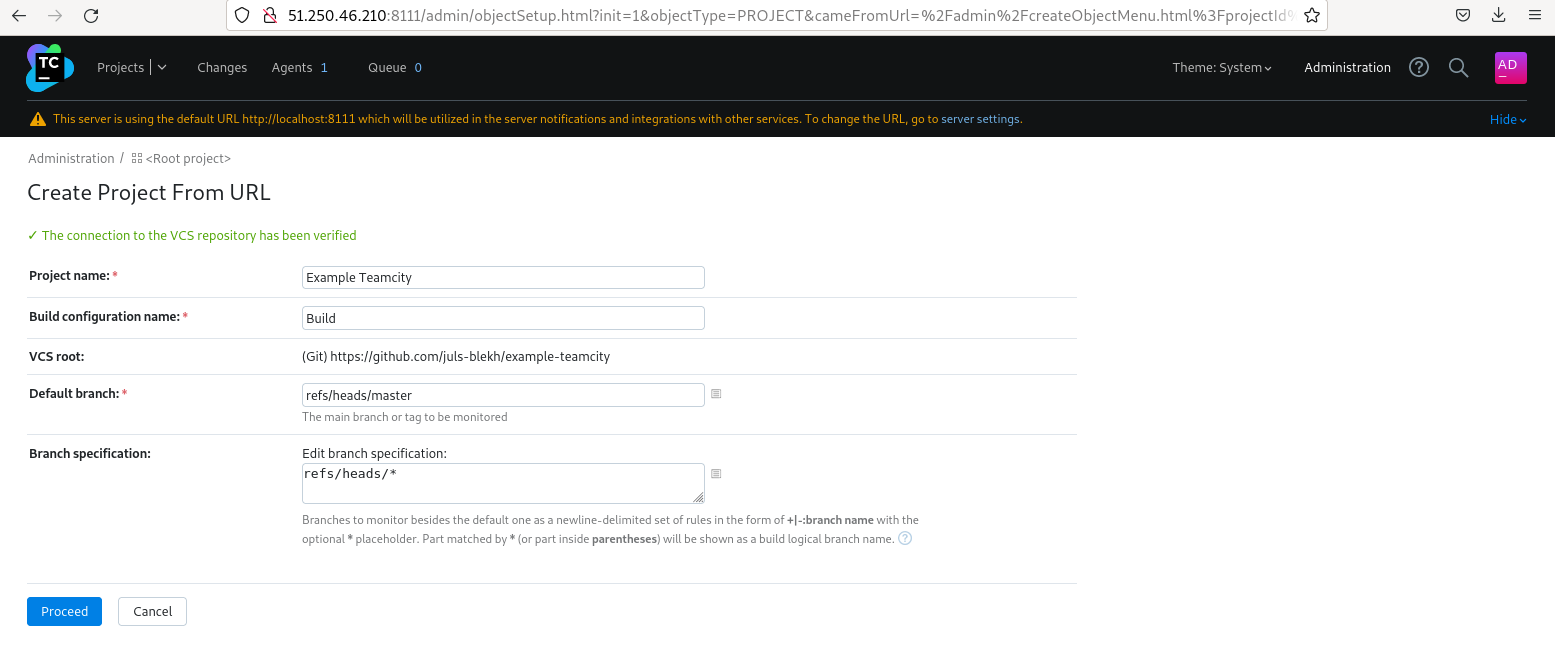 51.250.46.210:8111/admin/objectSetup.html?init=1&objectType=PROJECT&cameFromUrl=%2Fadmin%2FcreateObjectMenu.html%3FprojectId%
TC
Projects Changes Agents 1 Queue 0 Theme: System Administration AD
This server is using the default URL http://localhost:8111 which will be utilized in the server notifications and integrations with other services. To change the URL, go to server settings. Hide
Administration / <Root project>
Create Project From URL
✓ The connection to the VCS repository has been verified
Project name: * Example Teamcity
Build configuration name: * Build
VCS root: (Git) https://github.com/juls-blekh/example-teamcity
Default branch: * refs/heads/master
The main branch or tag to be monitored
Branch specification: Edit branch specification:
refs/heads/*
Branches to monitor besides the default one as a newline-delimited set of rules in the form of +|-:branch name with the
optional * placeholder. Part matched by * (or part inside parentheses) will be shown as a build logical branch name. ?
Proceed Cancel